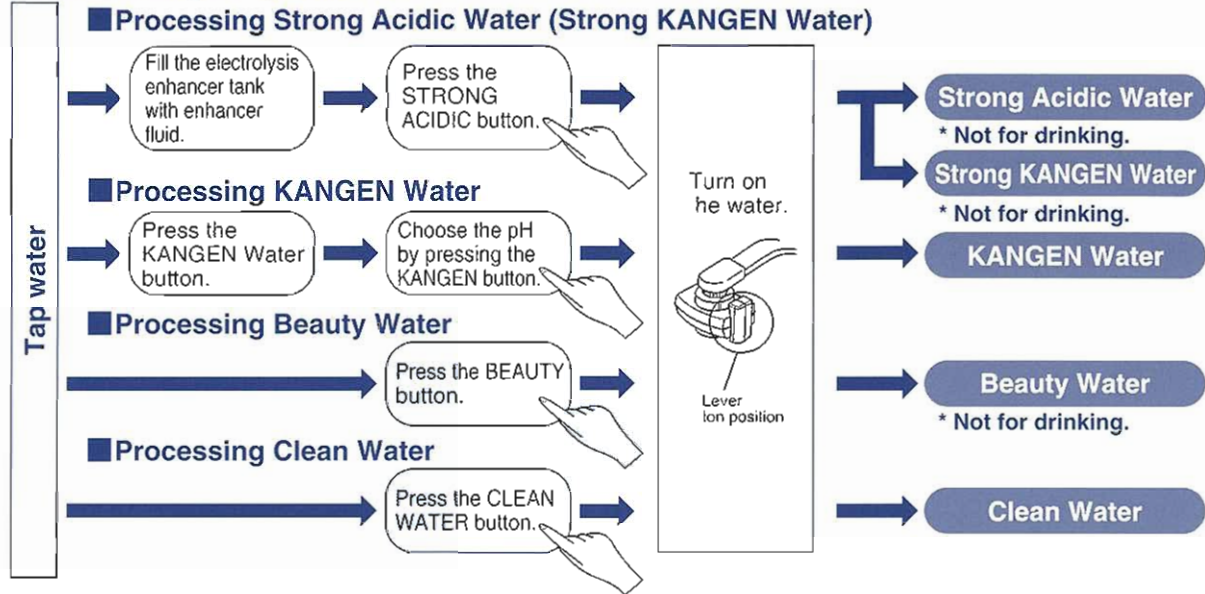 ■Processing Strong Acidic Water (Strong KANGEN Water)
Tap water
Fill the electrolysis
enhancer tank
with enhancer
fluid.
Press the
STRONG
ACIDIC button.
Strong Acidic Water
* Not for drinking.
Strong KANGEN Water
* Not for drinking.
■Processing KANGEN Water
Press the
KANGEN Water
button.
Choose the pH
by pressing the
KANGEN button.
Turn on
he water.
Lever
ton position
KANGEN Water
■Processing Beauty Water
Press the BEAUTY
button.
Beauty Water
* Not for drinking.
■Processing Clean Water
Press the CLEAN
WATER button.
Clean Water